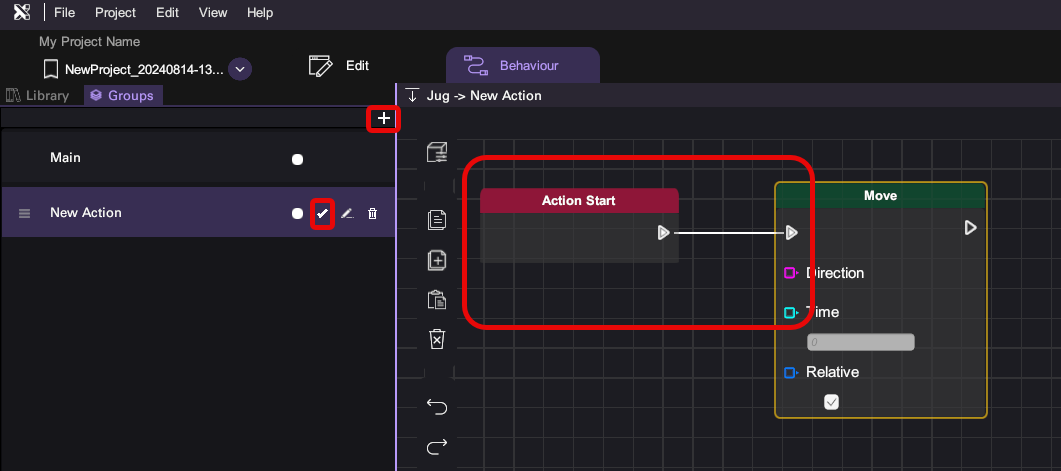 File Project Edit View Help
My Project Name
NewProject_20240814-13...
Edit
Behaviour
Library
Groups
Jug -> New Action
Main
New Action
Action Start
Move
Direction
Time
0
Relative